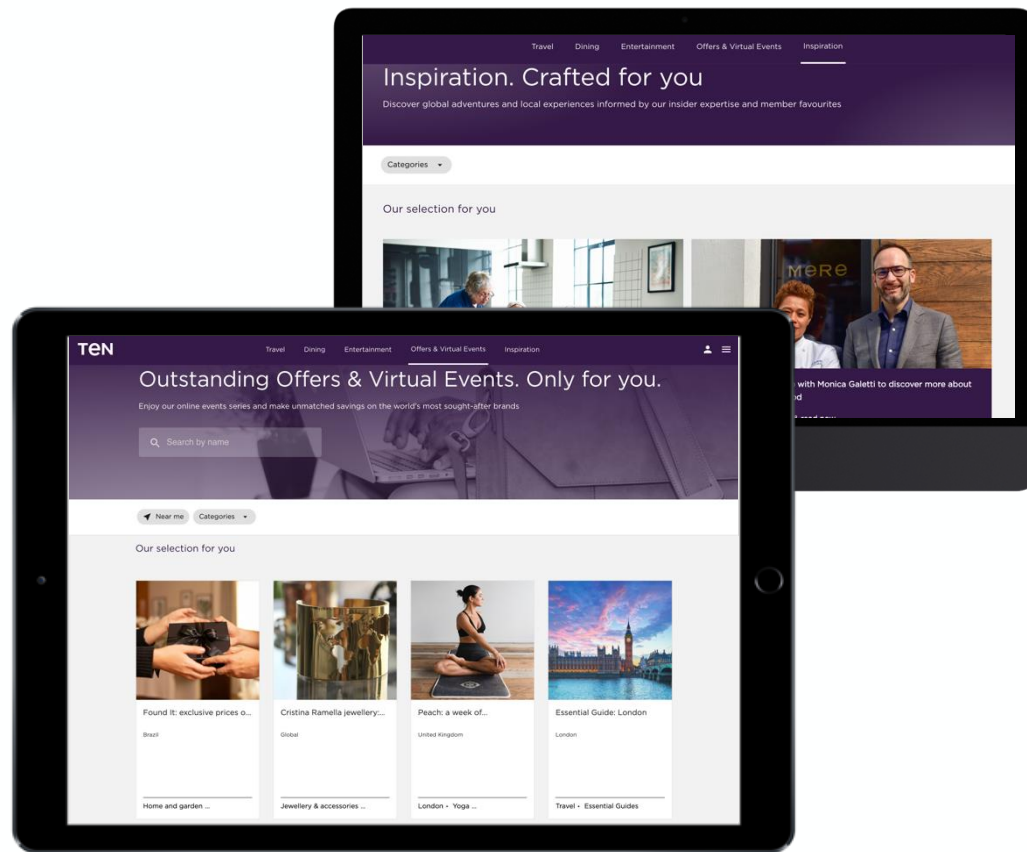 Travel Dining Entertainment Offers & Virtual Events Inspiration
Inspiration. Crafted for you
Discover global adventures and local experiences informed by our insider expertise and member favourites
Categories
Our selection for you
MeRe
with Monica Galetti to discover more about
TeN
Travel Dining Entertainment Offers & Virtual Events Inspiration
Outstanding Offers & Virtual Events. Only for you.
Enjoy our online events series and make unmatched savings on the world's most sought-after brands
Search by name
Near me Categories
Our selection for you
Found It: exclusive prices o...
Brazil
Home and garden ...
Cristina Ramella jewellery:...
Global
Jewellery & accessories ...
Peach: a week of...
United Kingdom
London • Yoga ...
Essential Guide: London
London
Travel • Essential Guides